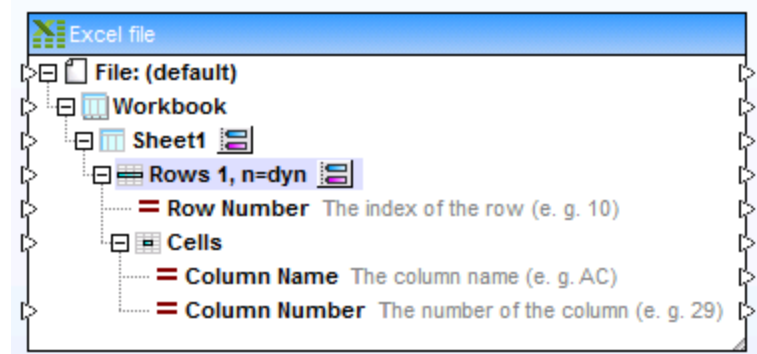 Excel file
File: (default)
Workbook
Sheet1
Rows 1, n=dyn
Row Number The index of the row (e. g. 10)
Cells
Column Name The column name (e. g. AC)
Column Number The number of the column (e. g. 29)